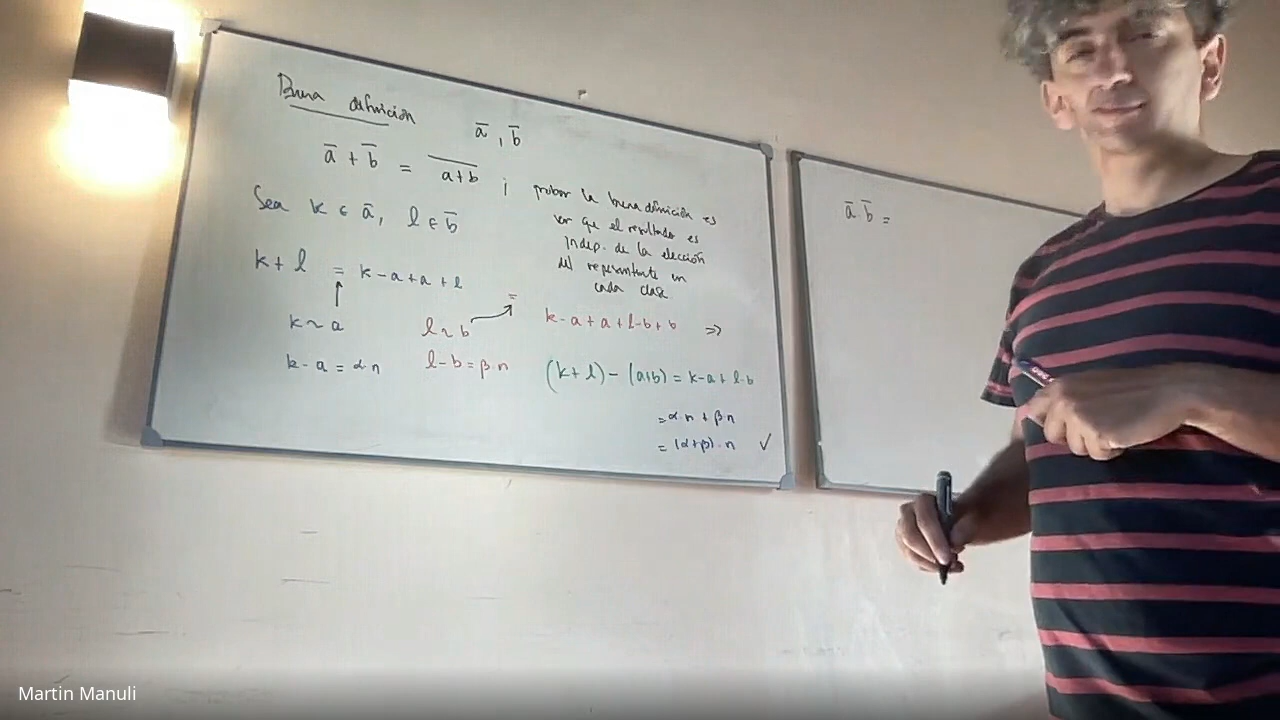 Buena definición
ā , b̄
ā + b̄ = \overline{a+b} ;
probar la buena definición es
ver que el resultado es
indep. de la elección
del representante en
cada clase
Sea k ∈ ā, l ∈ b̄
k + l = k - a + a + l
↑
k ~ a
l ~ b
=
k - a + a + l - b + b ⇒
k - a = α·n
l - b = β·n
(k + l) - (a+b) = k - a + l - b
= α·n + β·n
= (α+β)·n ✓
ā b̄ =
Martin Manuli